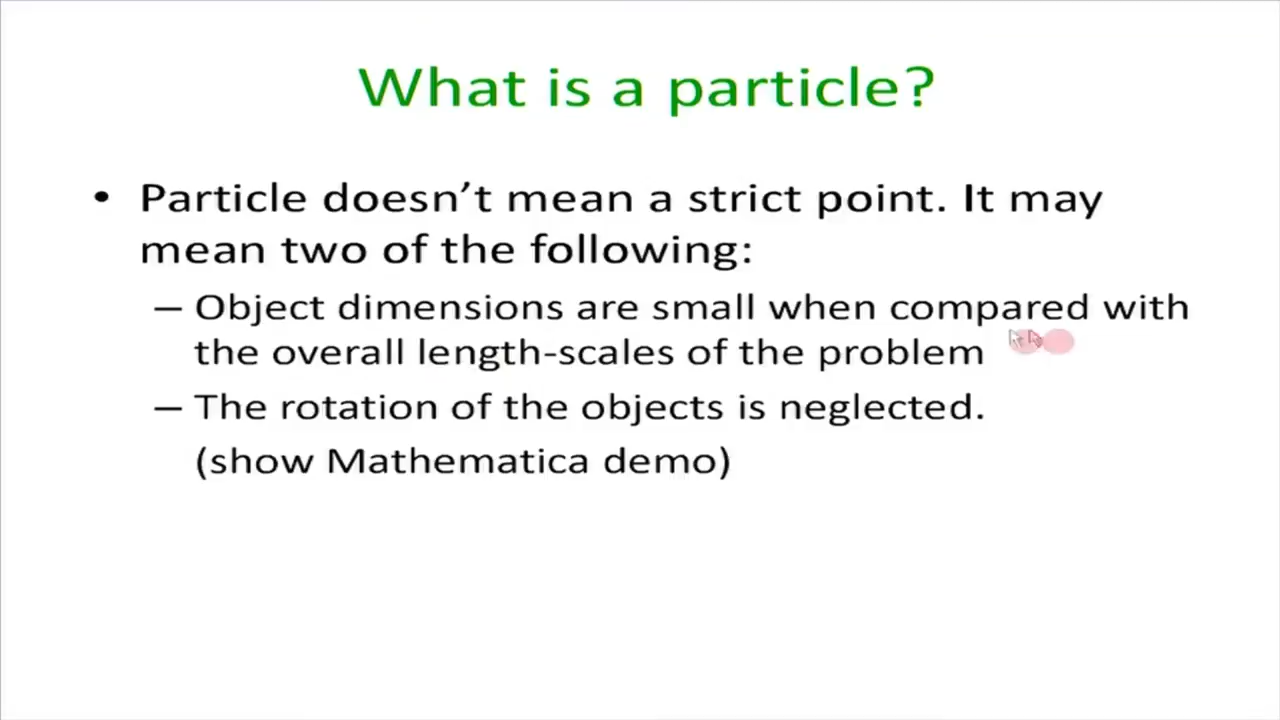 What is a particle?
• Particle doesn't mean a strict point. It may
mean two of the following:
– Object dimensions are small when compared with
the overall length-scales of the problem
– The rotation of the objects is neglected.
(show Mathematica demo)